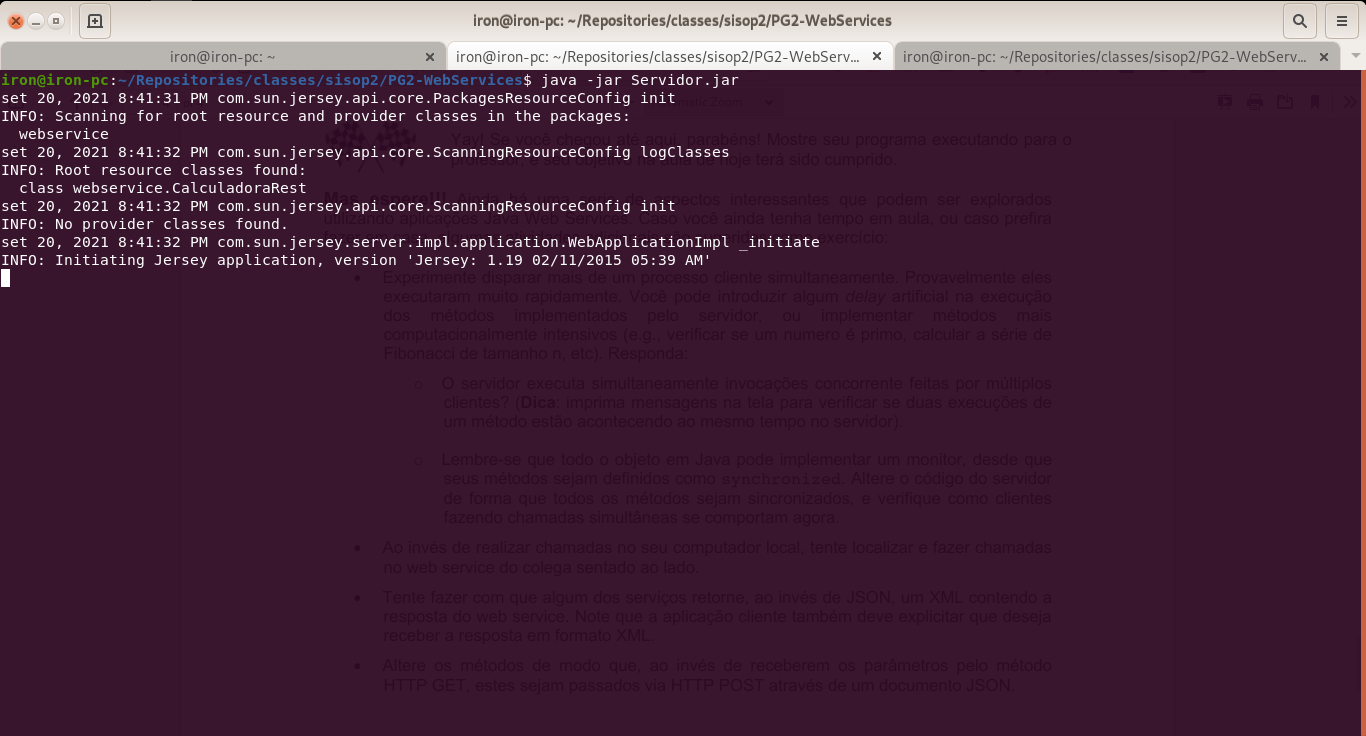 iron@iron-pc: ~/Repositories/classes/sisop2/PG2-WebServices
iron@iron-pc: ~
iron@iron-pc: ~/Repositories/classes/sisop2/PG2-WebServ…
iron@iron-pc: ~/Repositories/classes/sisop2/PG2-WebServ…
iron@iron-pc:~/Repositories/classes/sisop2/PG2-WebServices$ java -jar Servidor.jar
set 20, 2021 8:41:31 PM com.sun.jersey.api.core.PackagesResourceConfig init
INFO: Scanning for root resource and provider classes in the packages:
webservice
set 20, 2021 8:41:32 PM com.sun.jersey.api.core.ScanningResourceConfig logClasses
INFO: Root resource classes found:
class webservice.CalculadoraRest
set 20, 2021 8:41:32 PM com.sun.jersey.api.core.ScanningResourceConfig init
INFO: No provider classes found.
set 20, 2021 8:41:32 PM com.sun.jersey.server.impl.application.WebApplicationImpl _initiate
INFO: Initiating Jersey application, version 'Jersey: 1.19 02/11/2015 05:39 AM'
Zoom
Yay! Se você chegou até aqui, parabéns! Mostre seu programa executando para o
professor, e seu objetivo na aula de hoje terá sido cumprido.
Mas espere!!! de aspectos interessantes que podem ser explorados
utilizando aplicações Java Web Services. Caso você ainda tenha tempo em aula, ou caso prefira
exercício:
• Experimente disparar mais de um processo cliente simultaneamente. Provavelmente eles
executaram muito rapidamente. Você pode introduzir algum delay artificial na execução
dos métodos implementados pelo servidor, ou implementar métodos mais
computacionalmente intensivos (e.g., verificar se um numero é primo, calcular a série de
Fibonacci de tamanho n, etc). Responda:
○ O servidor executa simultaneamente invocações concorrente feitas por múltiplos
clientes? (Dica: imprima mensagens na tela para verificar se duas execuções de
um método estão acontecendo ao mesmo tempo no servidor).
○ Lembre-se que todo o objeto em Java pode implementar um monitor, desde que
seus métodos sejam definidos como synchronized. Altere o código do servidor
de forma que todos os métodos sejam sincronizados, e verifique como clientes
fazendo chamadas simultâneas se comportam agora.
• Ao invés de realizar chamadas no seu computador local, tente localizar e fazer chamadas
no web service do colega sentado ao lado.
• Tente fazer com que algum dos serviços retorne, ao invés de JSON, um XML contendo a
resposta do web service. Note que a aplicação cliente também deve explicitar que deseja
receber a resposta em formato XML.
• Altere os métodos de modo que, ao invés de receberem os parâmetros pelo método
HTTP GET, estes sejam passados via HTTP POST através de um documento JSON.